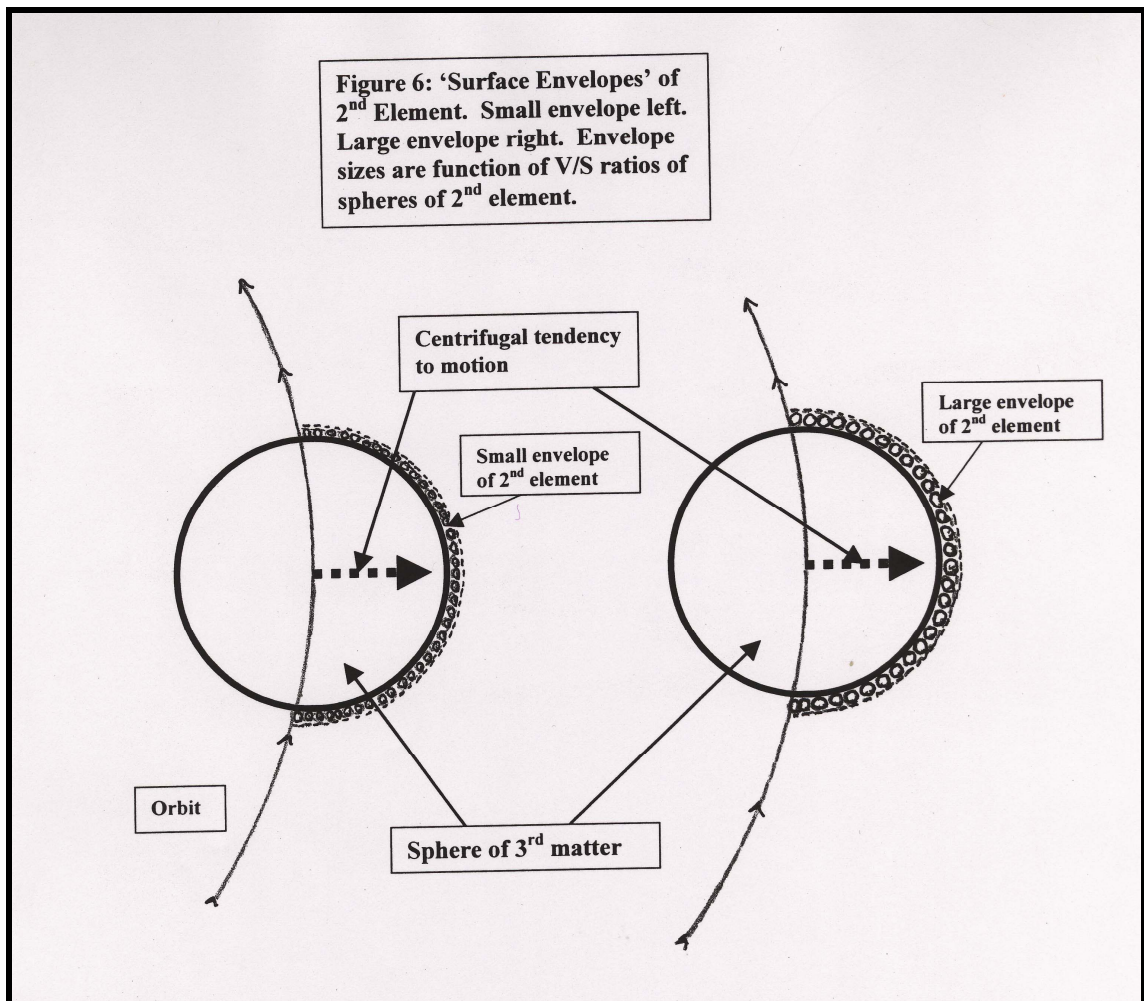 Figure 6: ‘Surface Envelopes’ of
2nd Element. Small envelope left.
Large envelope right. Envelope
sizes are function of V/S ratios of
spheres of 2nd element.
Centrifugal tendency
to motion
Large envelope
of 2nd element
Small envelope
of 2nd element
Orbit
Sphere of 3rd matter